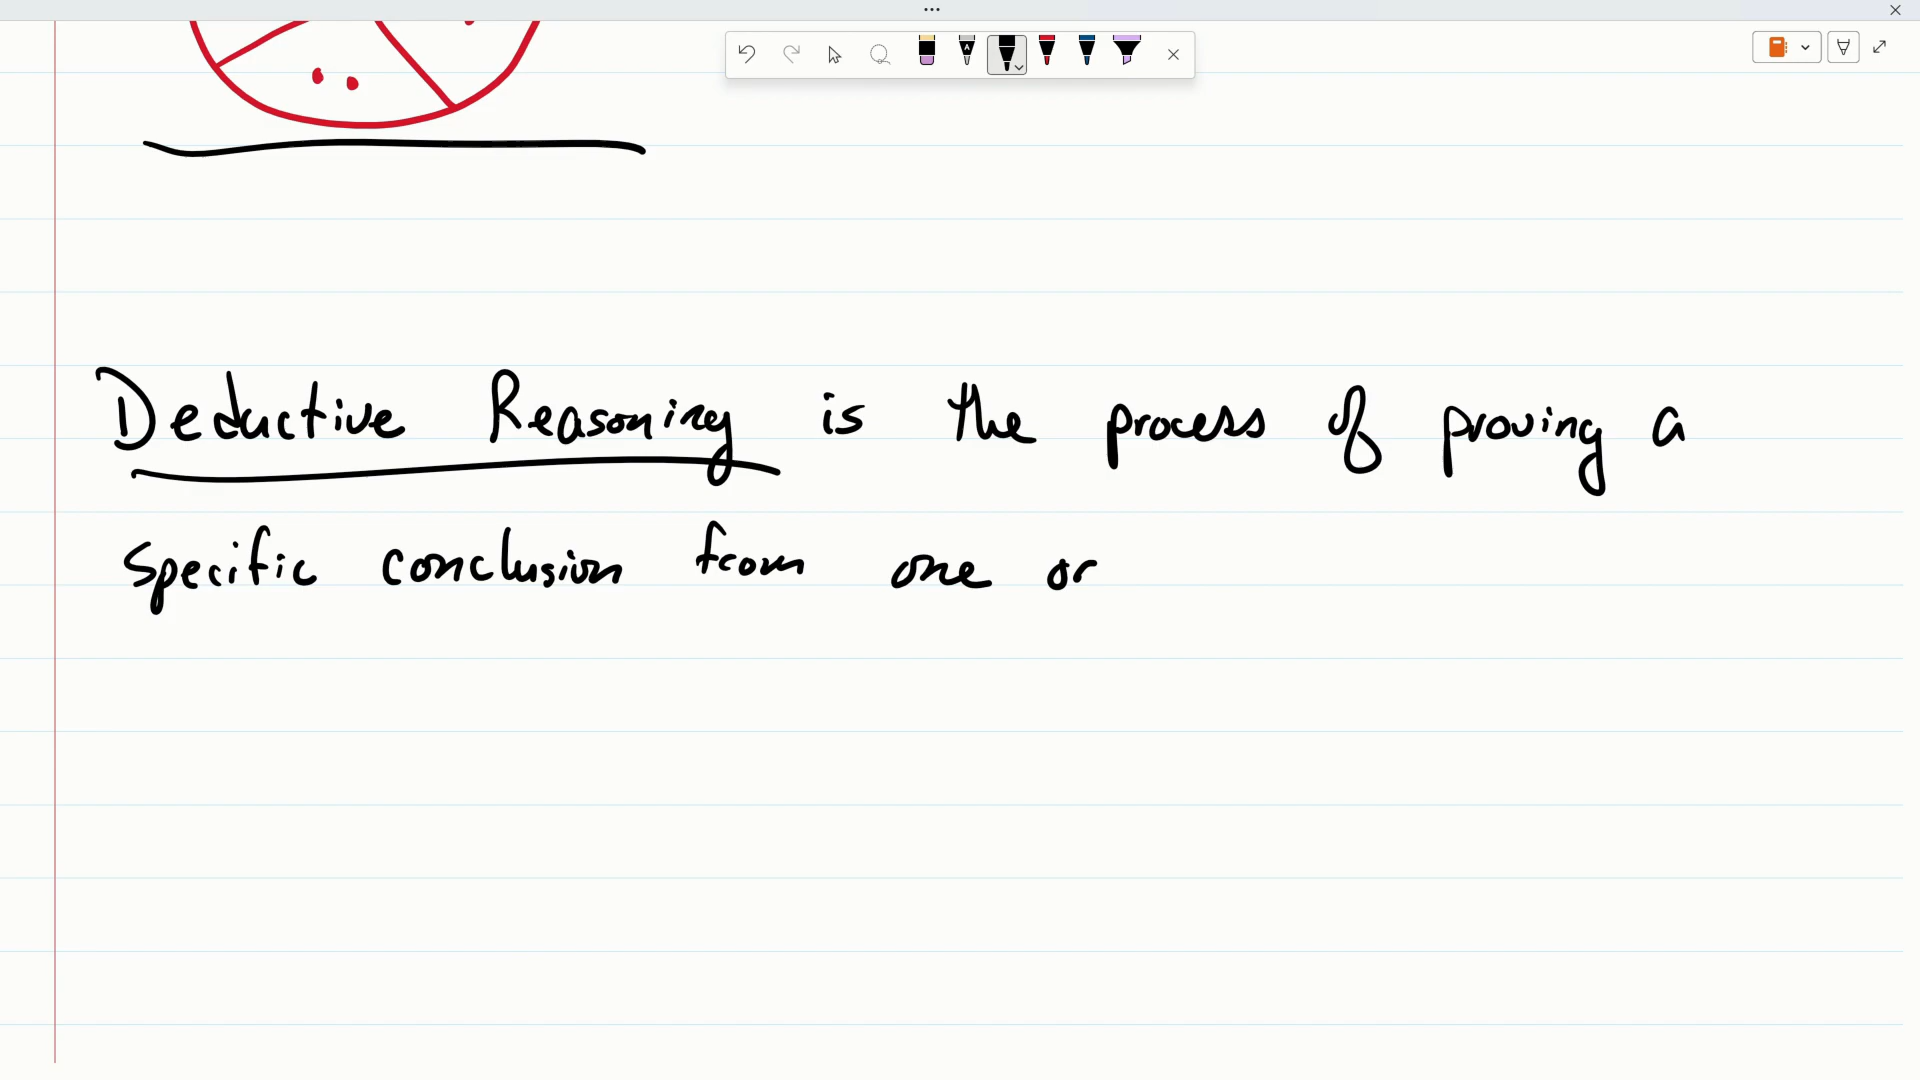 Deductive Reasoning is the process of proving a
specific conclusion from one or